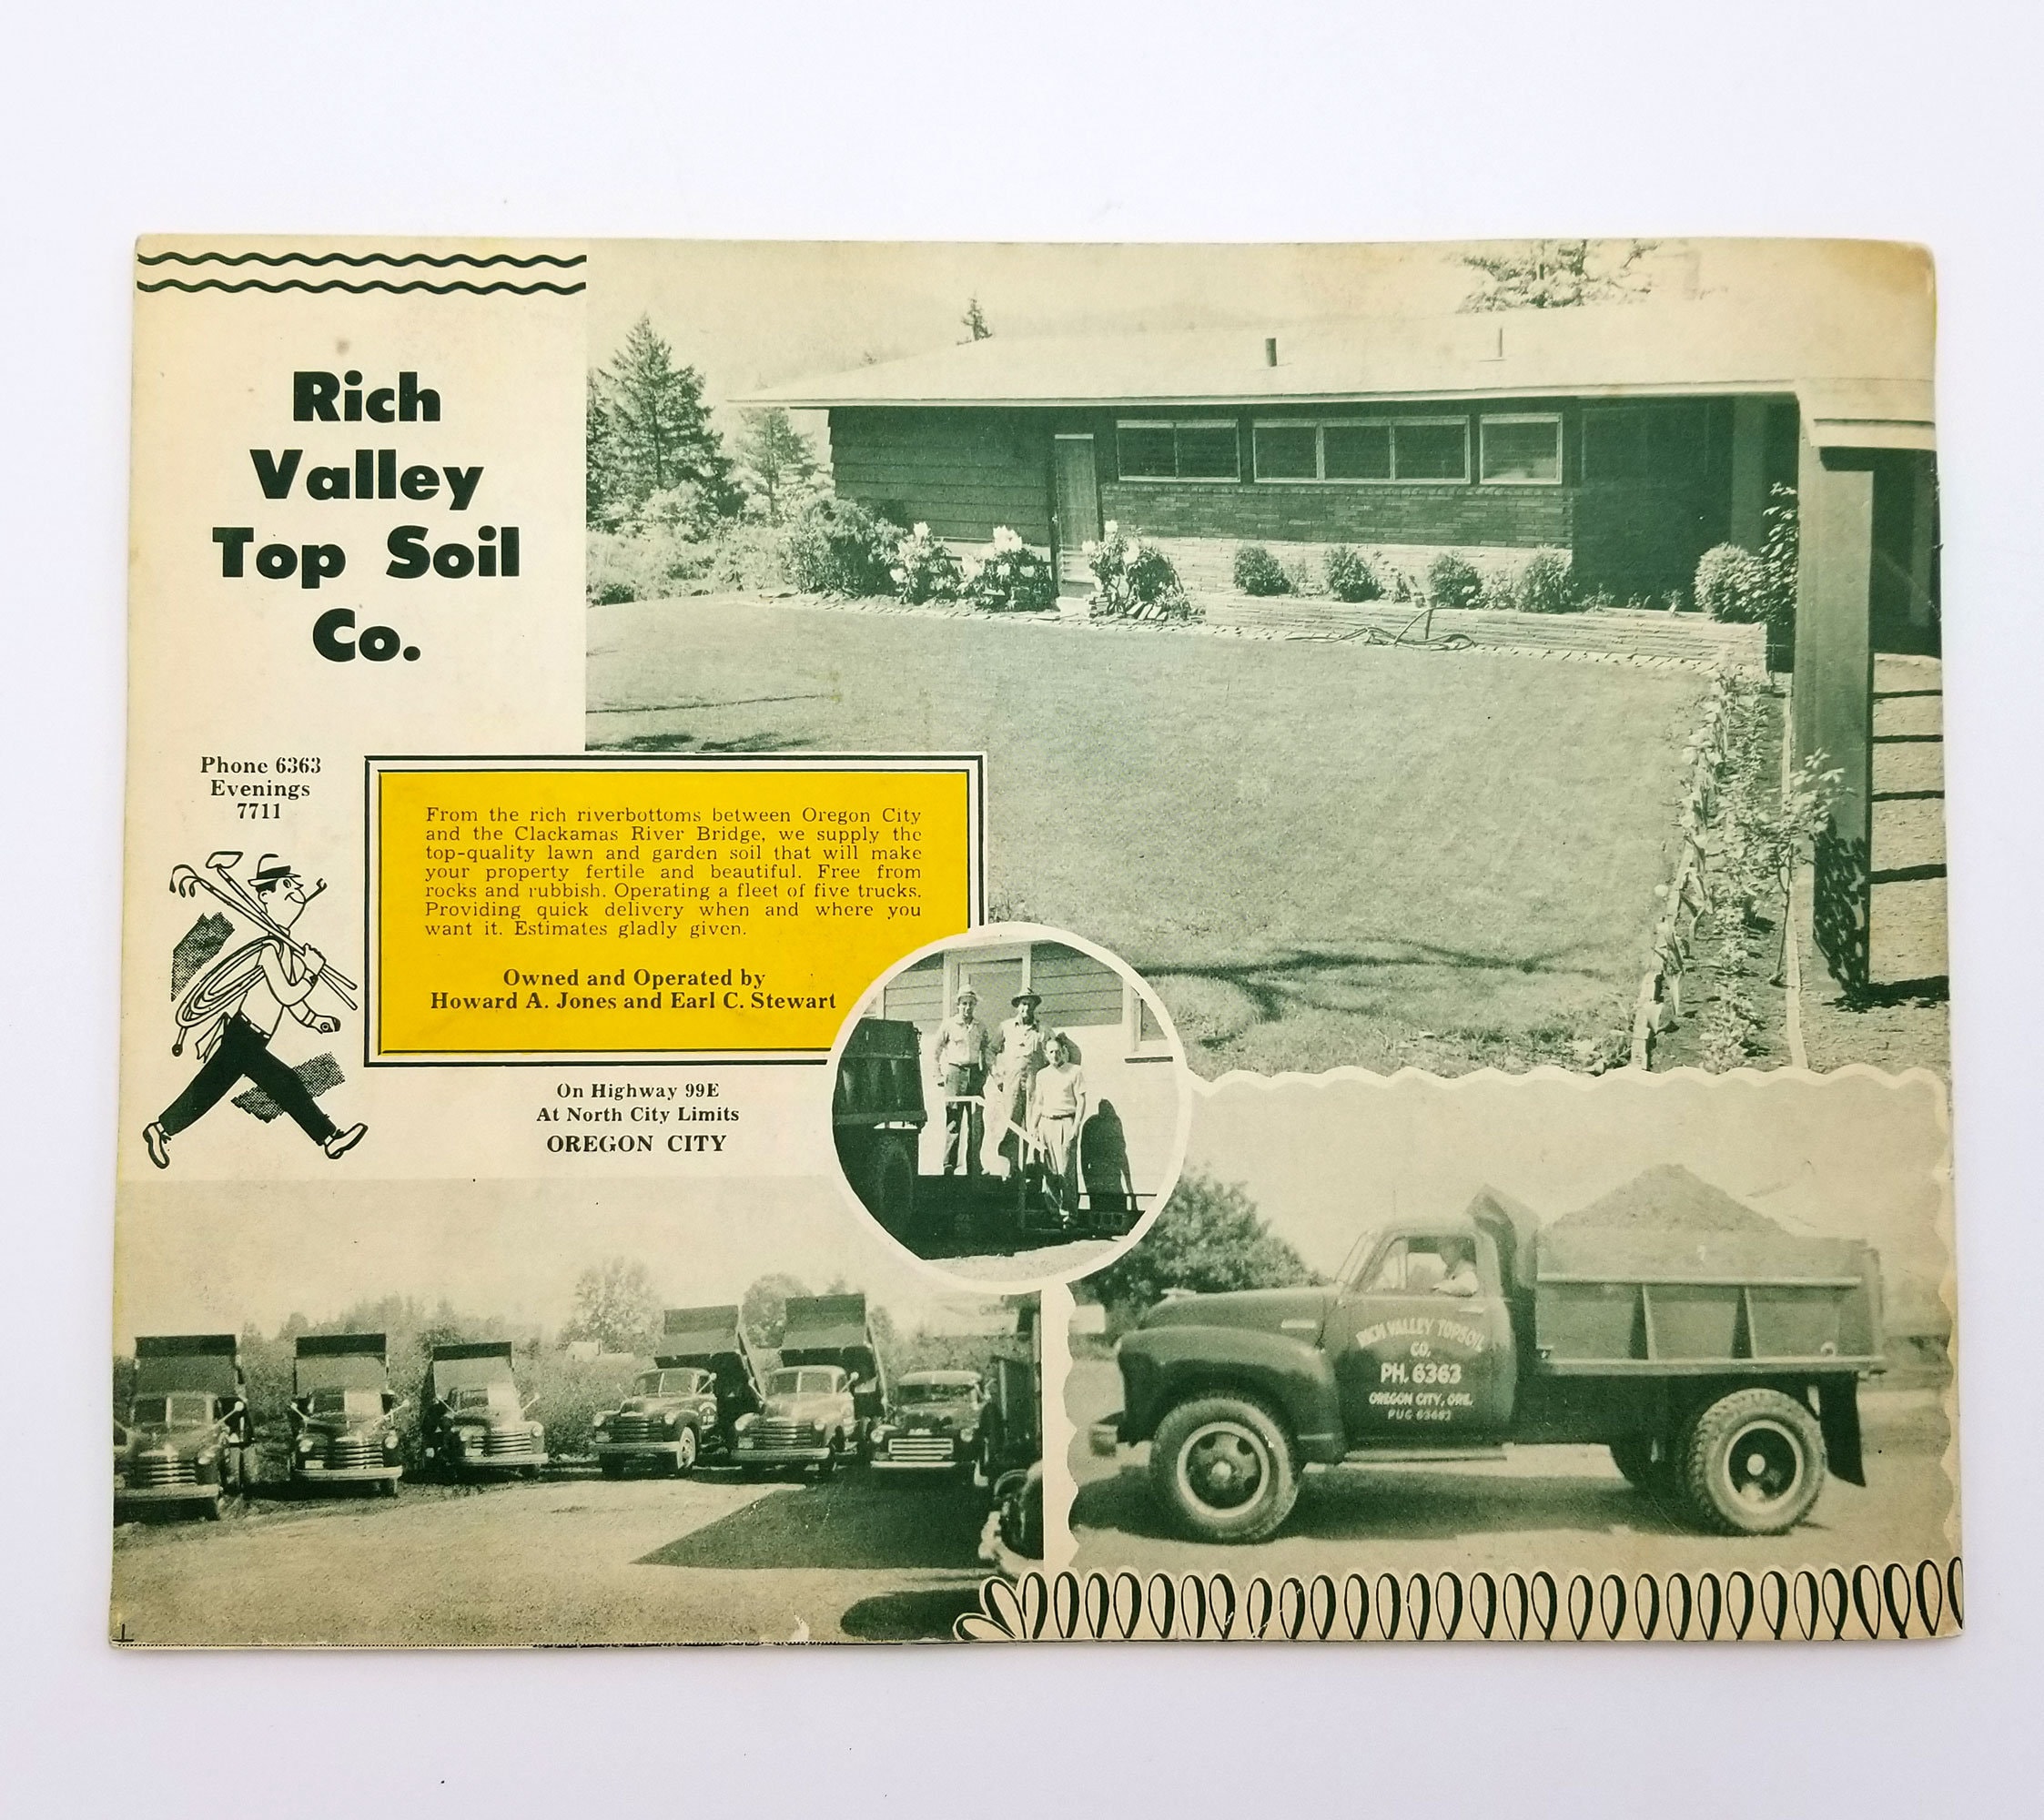 Rich
Valley
Top Soil
Co.
Phone 6363
Evenings
7711
From the rich riverbottoms between Oregon City
and the Clackamas River Bridge, we supply the
top-quality lawn and garden soil that will make
your property fertile and beautiful. Free from
rocks and rubbish. Operating a fleet of five trucks.
Providing quick delivery when and where you
want it. Estimates gladly given.
Owned and Operated by
Howard A. Jones and Earl C. Stewart
On Highway 99E
At North City Limits
OREGON CITY
RICH VALLEY TOPSOIL
CO.
PH. 6363
OREGON CITY, ORE.
PUC